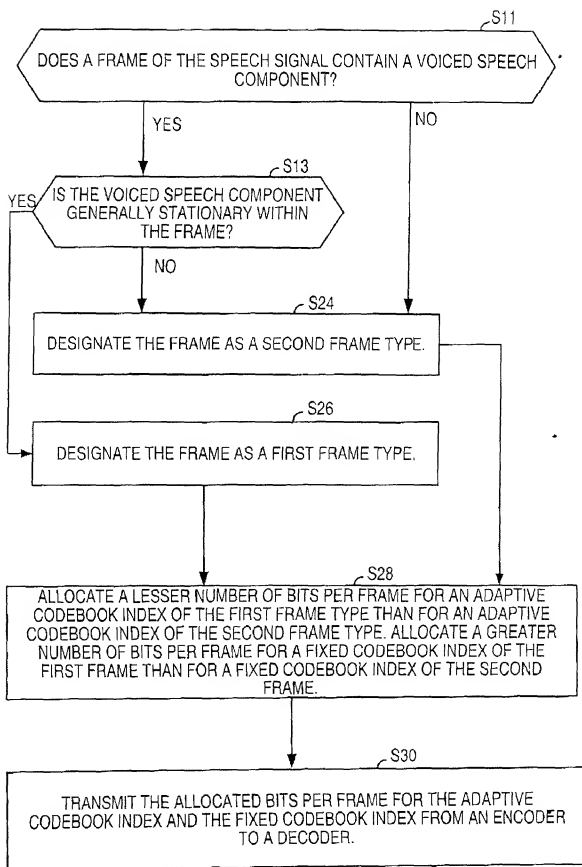 S11
DOES A FRAME OF THE SPEECH SIGNAL CONTAIN A VOICED SPEECH
COMPONENT?
YES
NO
S13
YES
IS THE VOICED SPEECH COMPONENT
GENERALLY STATIONARY WITHIN
THE FRAME?
NO
S24
DESIGNATE THE FRAME AS A SECOND FRAME TYPE.
S26
DESIGNATE THE FRAME AS A FIRST FRAME TYPE.
S28
ALLOCATE A LESSER NUMBER OF BITS PER FRAME FOR AN ADAPTIVE
CODEBOOK INDEX OF THE FIRST FRAME TYPE THAN FOR AN ADAPTIVE
CODEBOOK INDEX OF THE SECOND FRAME TYPE. ALLOCATE A GREATER
NUMBER OF BITS PER FRAME FOR A FIXED CODEBOOK INDEX OF THE
FIRST FRAME THAN FOR A FIXED CODEBOOK INDEX OF THE SECOND
FRAME.
S30
TRANSMIT THE ALLOCATED BITS PER FRAME FOR THE ADAPTIVE
CODEBOOK INDEX AND THE FIXED CODEBOOK INDEX FROM AN ENCODER
TO A DECODER.